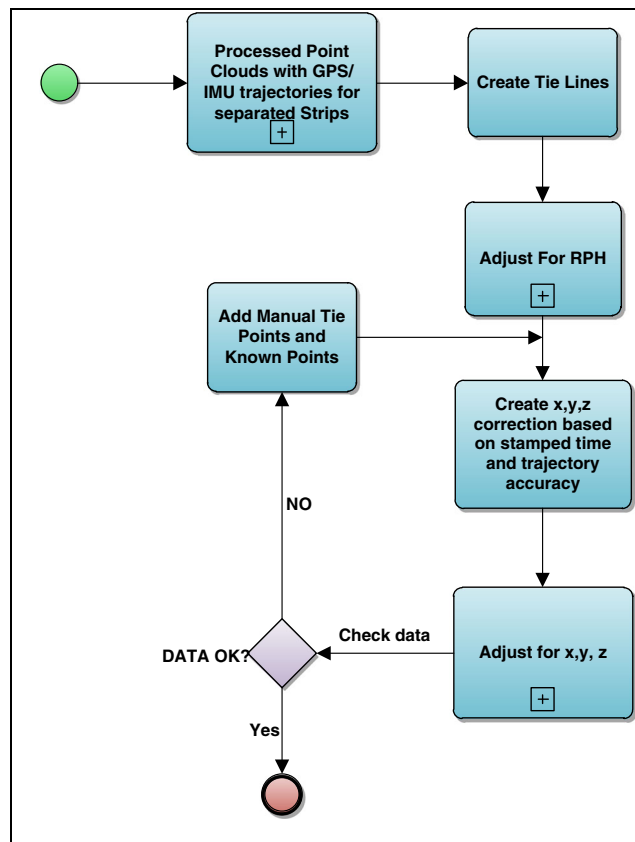 Processed Point
Clouds with GPS/
IMU trajectories for
separated Strips
Create Tie Lines
Adjust For RPH
Add Manual Tie
Points and
Known Points
Create x,y,z
correction based
on stamped time
and trajectory
accuracy
NO
Check data
DATA OK?
Adjust for x,y, z
Yes